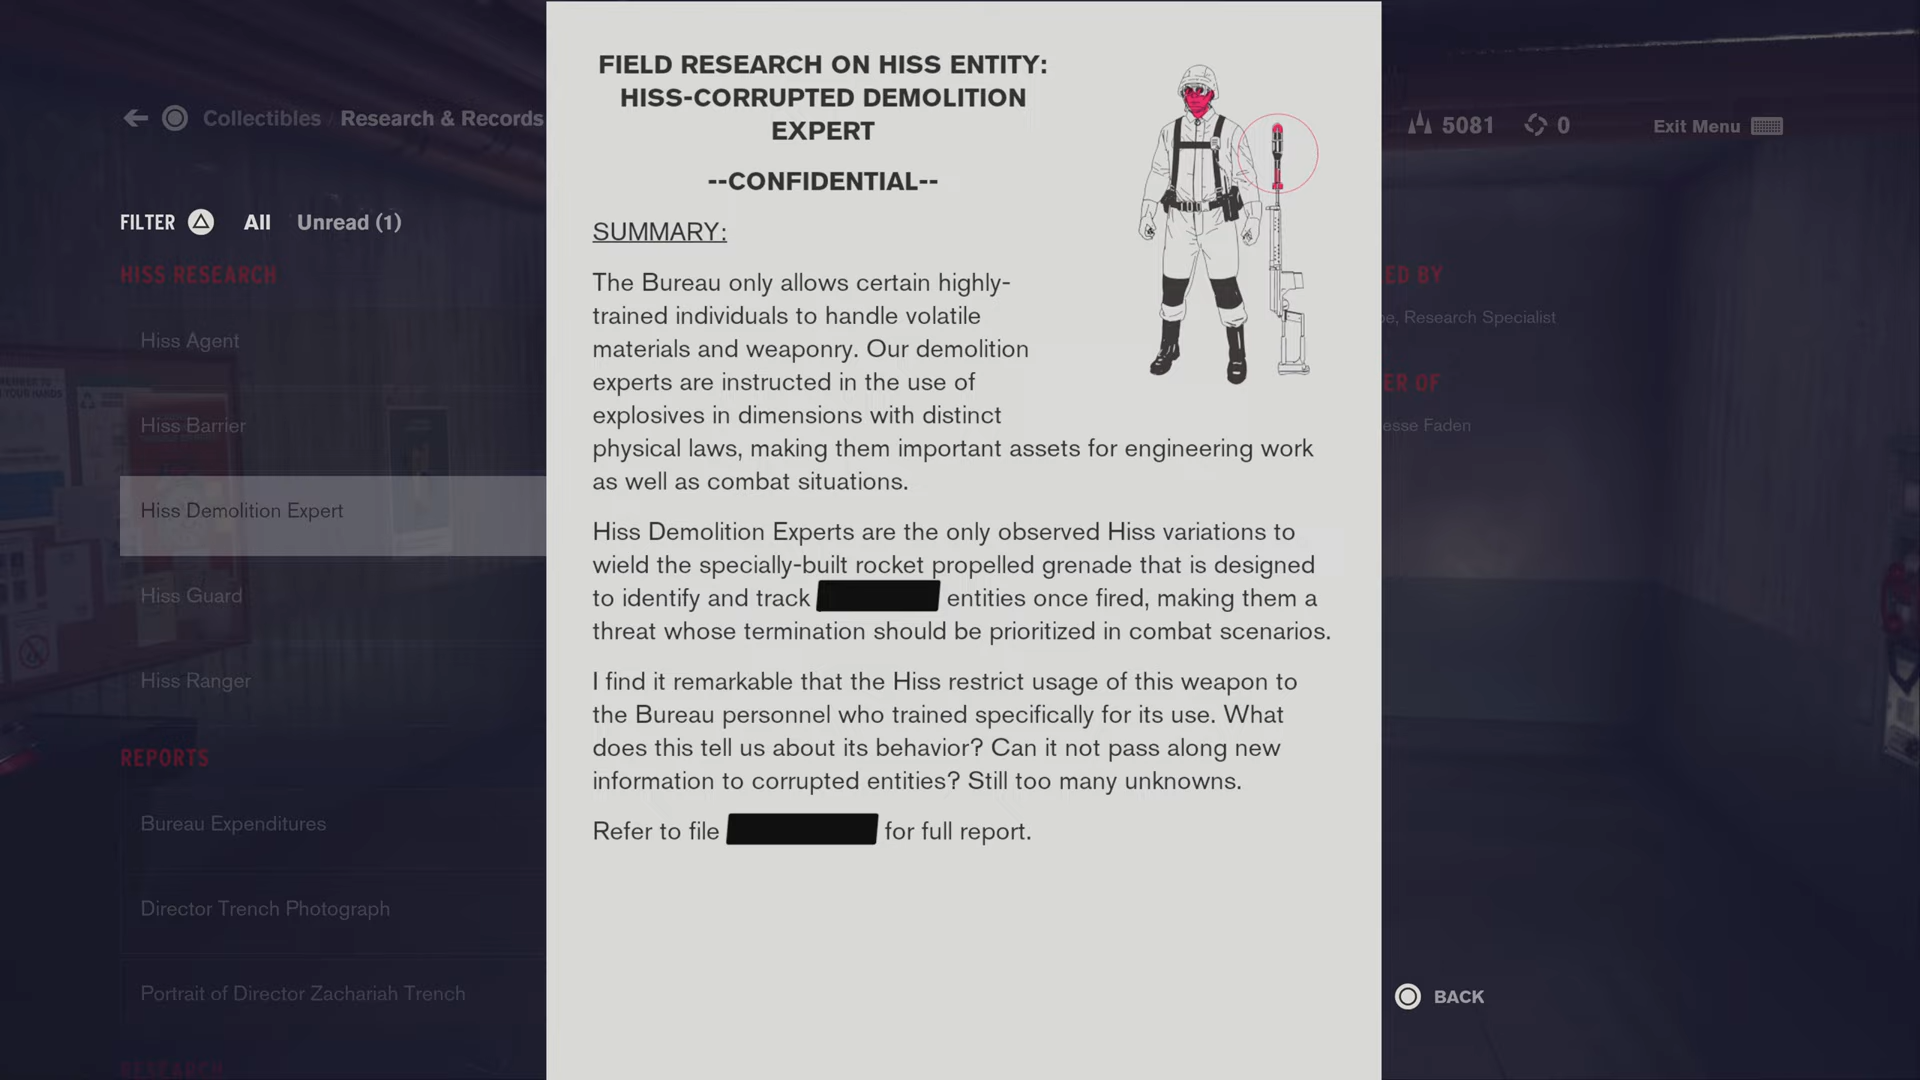 Collectibles / Research & Records
5081
0
Exit Menu
FILTER All Unread (1)
HISS RESEARCH
Hiss Agent
Hiss Barrier
Hiss Demolition Expert
Hiss Guard
Hiss Ranger
REPORTS
Bureau Expenditures
Director Trench Photograph
Portrait of Director Zachariah Trench
RESEARCH
FIELD RESEARCH ON HISS ENTITY:
HISS-CORRUPTED DEMOLITION
EXPERT
--CONFIDENTIAL--
SUMMARY:
The Bureau only allows certain highly-
trained individuals to handle volatile
materials and weaponry. Our demolition
experts are instructed in the use of
explosives in dimensions with distinct
physical laws, making them important assets for engineering work
as well as combat situations.
Hiss Demolition Experts are the only observed Hiss variations to
wield the specially-built rocket propelled grenade that is designed
to identify and track entities once fired, making them a
threat whose termination should be prioritized in combat scenarios.
I find it remarkable that the Hiss restrict usage of this weapon to
the Bureau personnel who trained specifically for its use. What
does this tell us about its behavior? Can it not pass along new
information to corrupted entities? Still too many unknowns.
Refer to file for full report.
ED BY
Research Specialist
ER OF
esse Faden
BACK